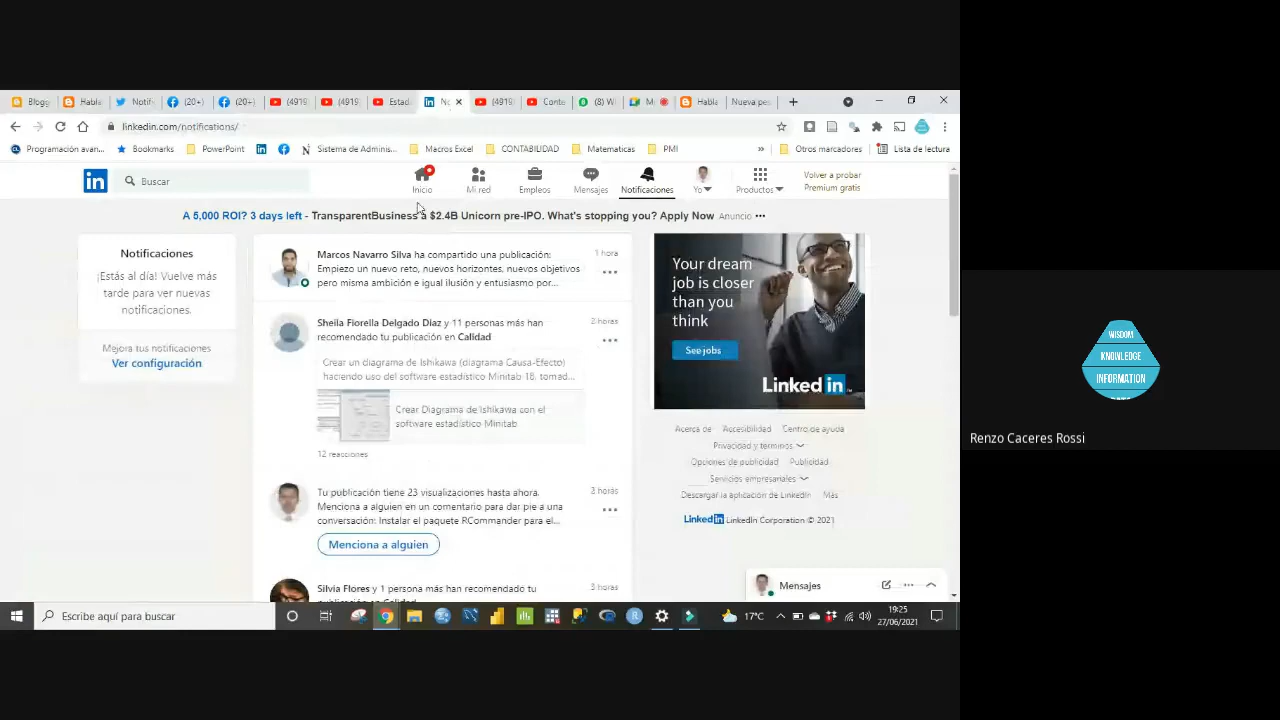 Blogg
Habla
Notifi
(20+)
(20+)
(4919
(4919
Estad
No
(4919
Conte
(8) W
M
Habla
Nueva pes
linkedin.com/notifications/
Programación avan...
Bookmarks
PowerPoint
Sistema de Adminis...
Macros Excel
CONTABILIDAD
Matematicas
PMI
»
Otros marcadores
Lista de lectura
in
Buscar
Inicio
Mi red
Empleos
Mensajes
Notificaciones
Yo
Productos
Volver a probar
Premium gratis
A 5,000 ROI? 3 days left - TransparentBusiness a $2.4B Unicorn pre-IPO. What's stopping you? Apply Now Anuncio •••
Notificaciones
¡Estás al día! Vuelve más
tarde para ver nuevas
notificaciones.
Mejora tus notificaciones
Ver configuración
Marcos Navarro Silva ha compartido una publicación:
Empiezo un nuevo reto, nuevos horizontes, nuevos objetivos
pero misma ambición e igual ilusión y entusiasmo por...
1 hora
Sheila Fiorella Delgado Diaz y 11 personas más han
recomendado tu publicación en Calidad
2 horas
Crear un diagrama de Ishikawa (diagrama Causa-Efecto)
haciendo uso del software estadístico Minitab 18, tomad...
Crear Diagrama de Ishikawa con el
software estadístico Minitab
12 reacciones
Tu publicación tiene 23 visualizaciones hasta ahora.
Menciona a alguien en un comentario para dar pie a una
conversación: Instalar el paquete RCommander para el...
3 horas
Menciona a alguien
Silvia Flores y 1 persona más han recomendado tu
3 horas
Your dream
job is closer
than you
think
See jobs
Linked in
Acerca de
Accesibilidad
Centro de ayuda
Privacidad y términos
Opciones de publicidad
Publicidad
Servicios empresariales
Descargar la aplicación de LinkedIn
Más
Linked in LinkedIn Corporation © 2021
Mensajes
Escribe aquí para buscar
17°C
19:25
27/06/2021
WISDOM
KNOWLEDGE
INFORMATION
Renzo Caceres Rossi